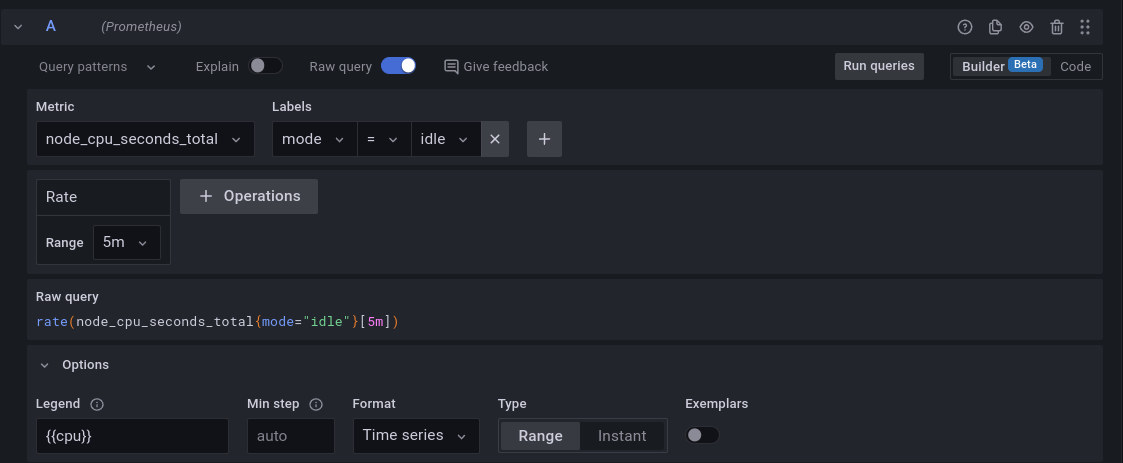 A (Prometheus)
Query patterns Explain Raw query Give feedback Run queries Builder Beta Code
Metric Labels
node_cpu_seconds_total mode = idle
Rate + Operations
Range 5m
Raw query
rate(node_cpu_seconds_total{mode="idle"}[5m])
Options
Legend Min step Format Type Exemplars
{{cpu}} auto Time series Range Instant